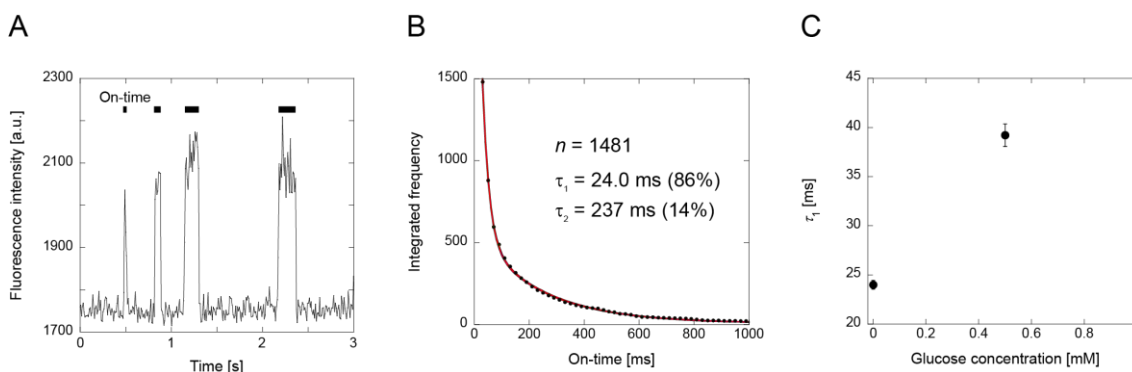 A
2300
2100
1900
1700
On-time
Fluorescence intensity [a.u.]
0
1
2
3
Time [s]
B
1500
1000
500
0
n = 1481
τ1 = 24.0 ms (86%)
τ2 = 237 ms (14%)
Integrated frequency
0
200
400
600
800
1000
On-time [ms]
C
45
40
35
30
25
20
τ1 [ms]
0.0
0.2
0.4
0.6
0.8
Glucose concentration [mM]